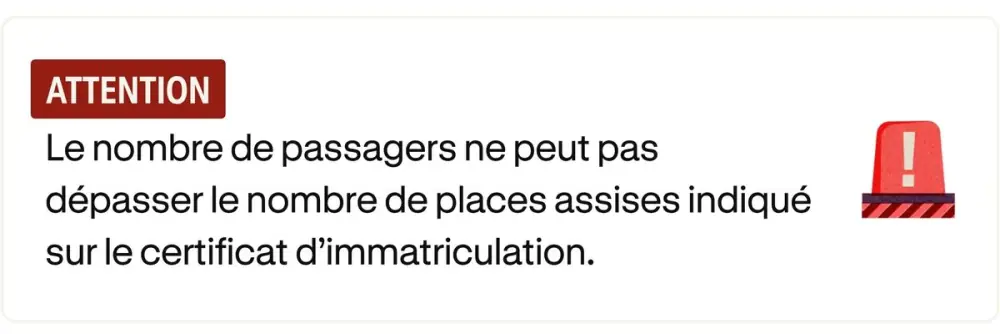 ATTENTION
Le nombre de passagers ne peut pas
dépasser le nombre de places assises indiqué
sur le certificat d’immatriculation.
!